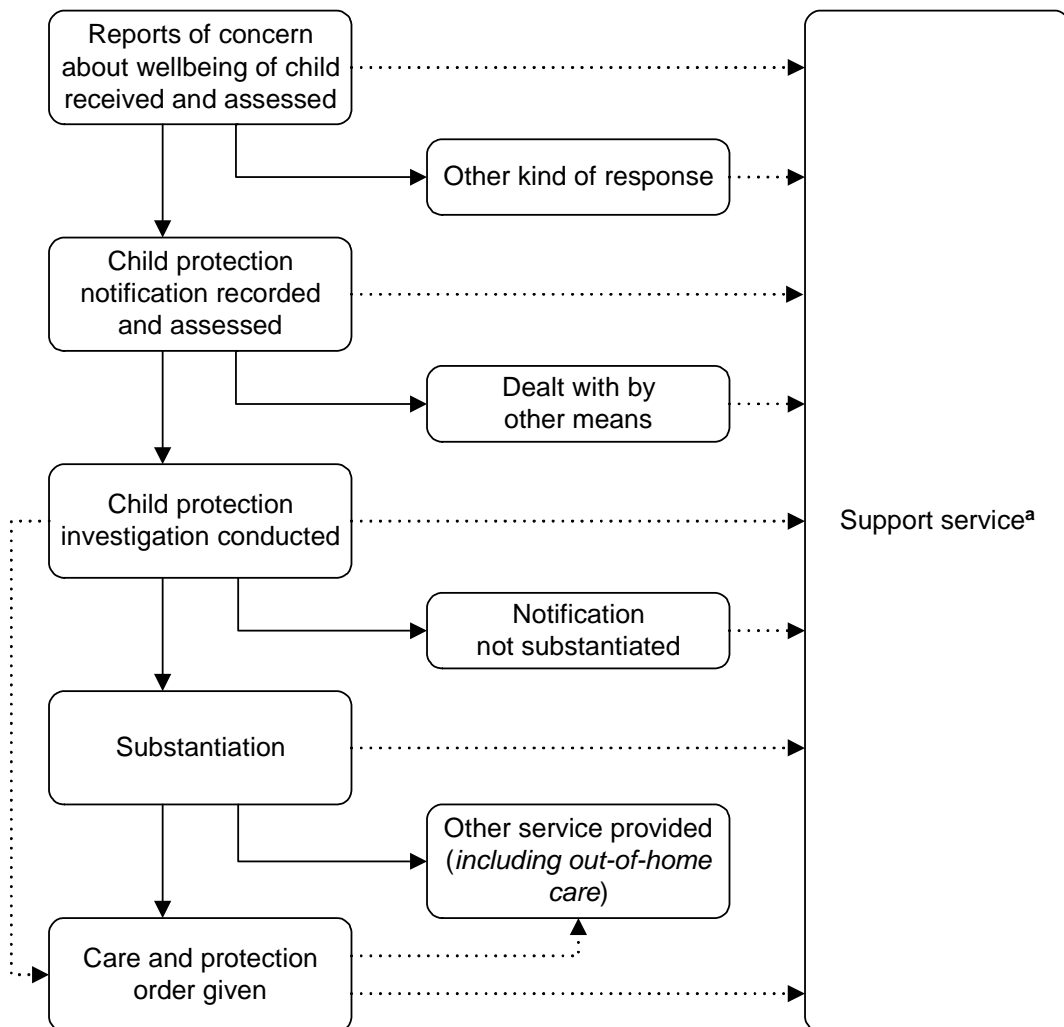 Reports of concern
about wellbeing of child
received and assessed
Other kind of response
Child protection
notification recorded
and assessed
Dealt with by
other means
Child protection
investigation conducted
Support serviceᵃ
Notification
not substantiated
Substantiation
Other service provided
(including out-of-home
care)
Care and protection
order given